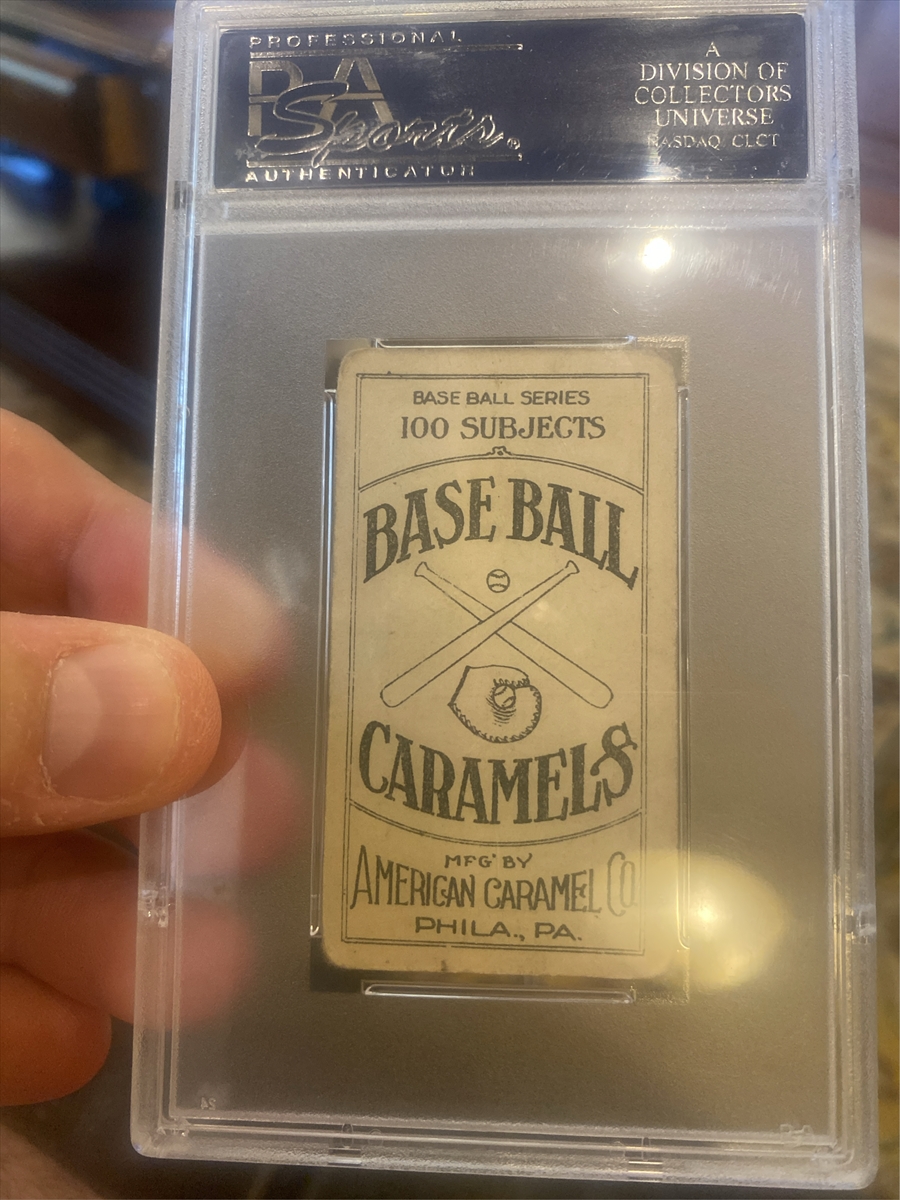 PROFESSIONAL
PSA
Sports®
AUTHENTICATOR
A
DIVISION OF
COLLECTORS
UNIVERSE
NASDAQ: CLCT
BASE BALL SERIES
100 SUBJECTS
BASE BALL
CARAMELS
MFG' BY
AMERICAN CARAMEL CO
PHILA., PA.